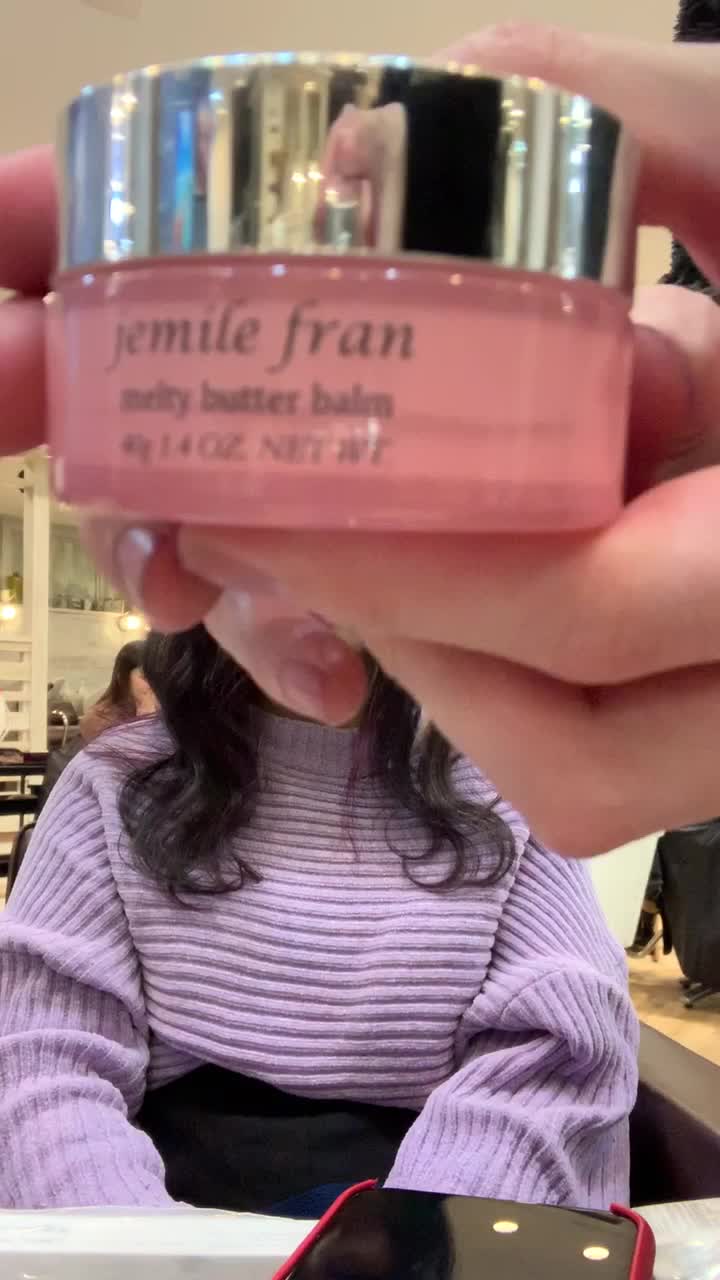 jemile fran
melty butter balm
40g 1.4 OZ. NET WT